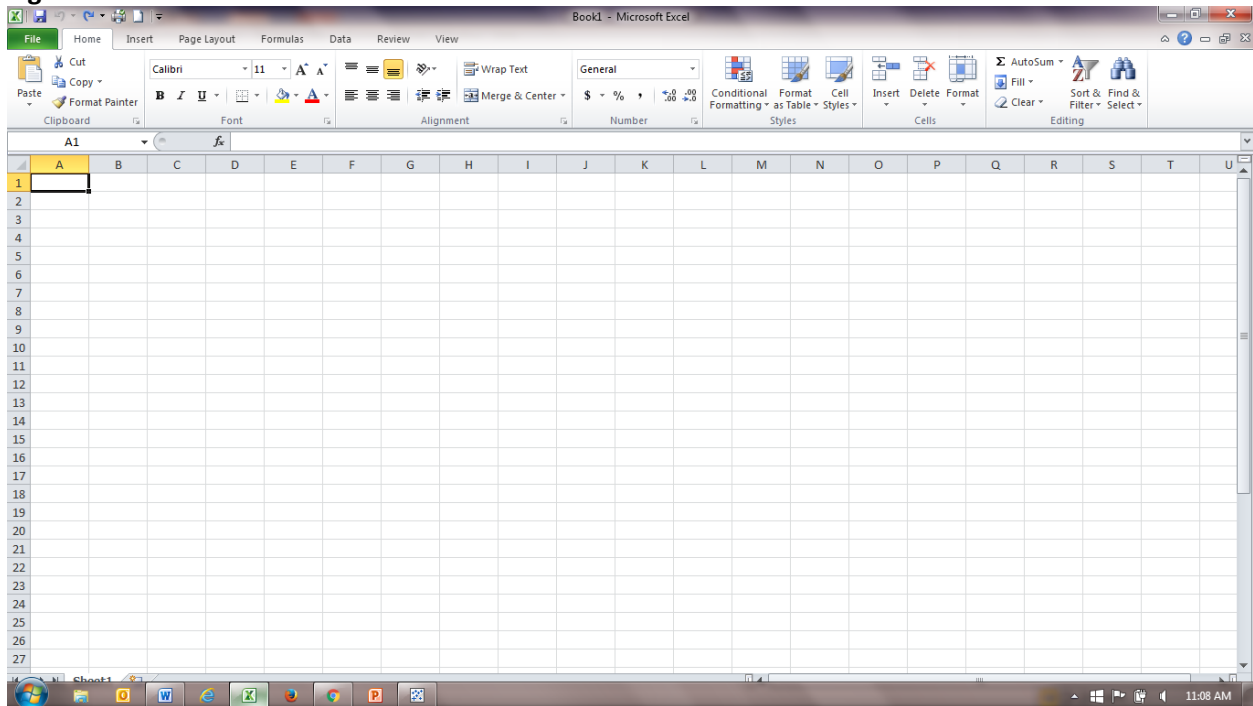 Book1 - Microsoft Excel
File Home Insert Page Layout Formulas Data Review View
Paste
Cut
Copy
Format Painter
Clipboard
Calibri 11
B I U
Font
Wrap Text
Merge & Center
Alignment
General
$ % ,
Number
Conditional Formatting
Format as Table
Cell Styles
Styles
Insert Delete Format
Cells
Σ AutoSum
Fill
Clear
Sort & Filter
Find & Select
Editing
A1 fx
A B C D E F G H I J K L M N O P Q R S T U
1
2
3
4
5
6
7
8
9
10
11
12
13
14
15
16
17
18
19
20
21
22
23
24
25
26
27
Sheet1
11:08 AM